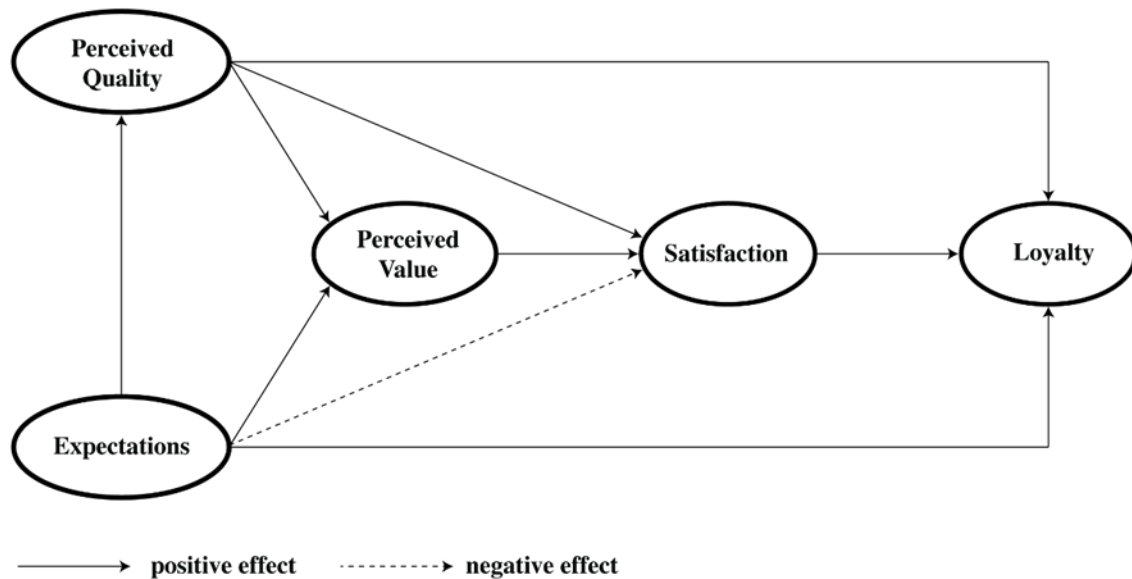 Perceived
Quality
Perceived
Value
Satisfaction
Loyalty
Expectations
positive effect
negative effect